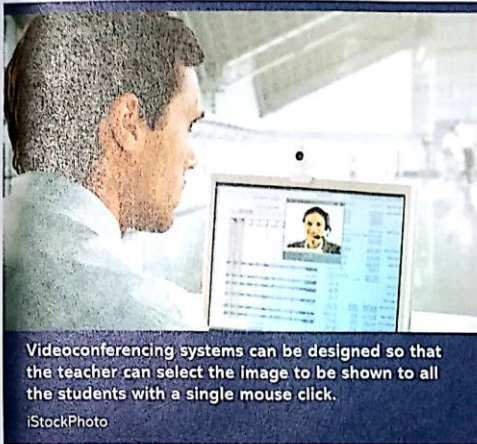 Videoconferencing systems can be designed so that
the teacher can select the image to be shown to all
the students with a single mouse click.
iStockPhoto